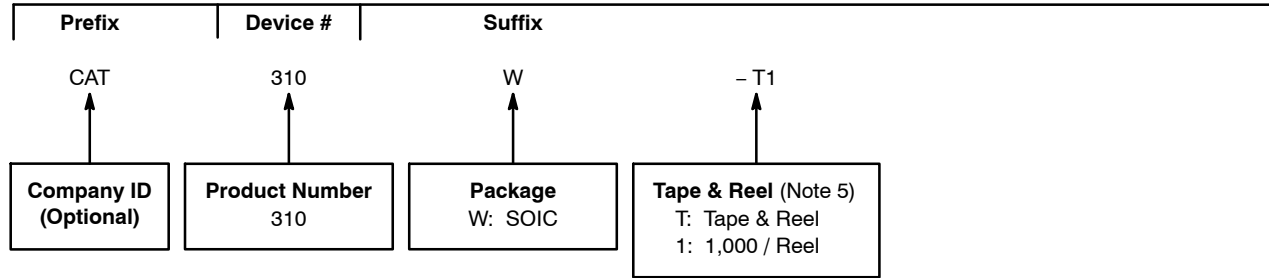 Prefix Device # Suffix
CAT 310 W – T1
Company ID
(Optional)
Product Number
310
Package
W: SOIC
Tape & Reel (Note 5)
T: Tape & Reel
1: 1,000 / Reel